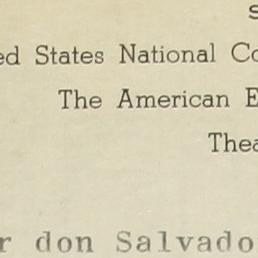 ed States National Co
The American E
Thea
r don Salvado